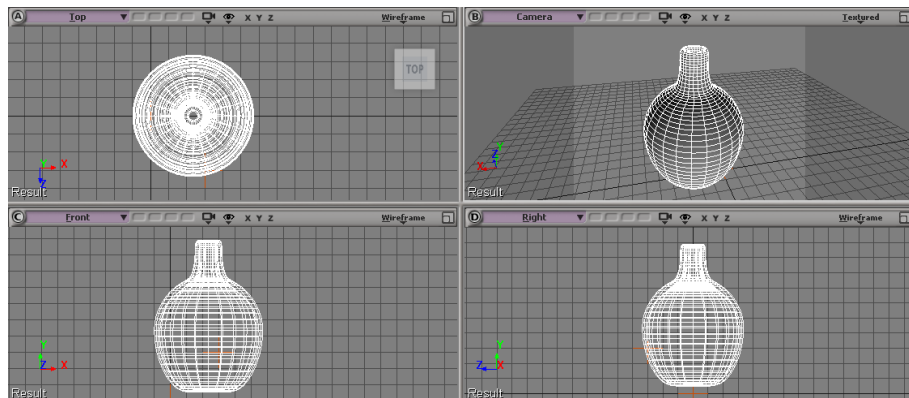 A Top X Y Z Wireframe
TOP
Y X
Z
Result
B Camera X Y Z Textured
Y
X Z
Result
C Front X Y Z Wireframe
Y
Z X
Result
D Right X Y Z Wireframe
Y
Z X
Result